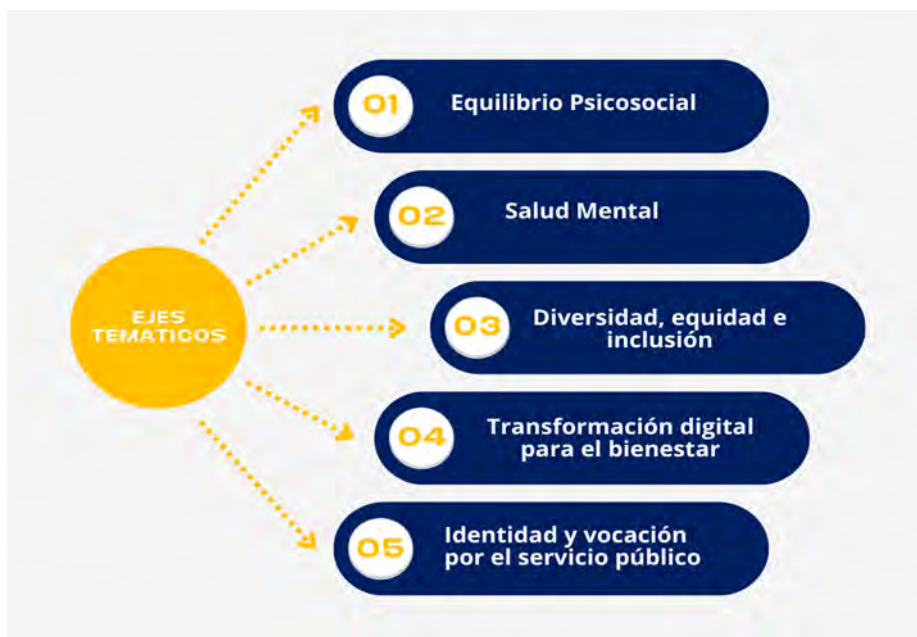 EJES
TEMATICOS
01
Equilibrio Psicosocial
02
Salud Mental
03
Diversidad, equidad e
inclusión
04
Transformación digital
para el bienestar
05
Identidad y vocación
por el servicio público